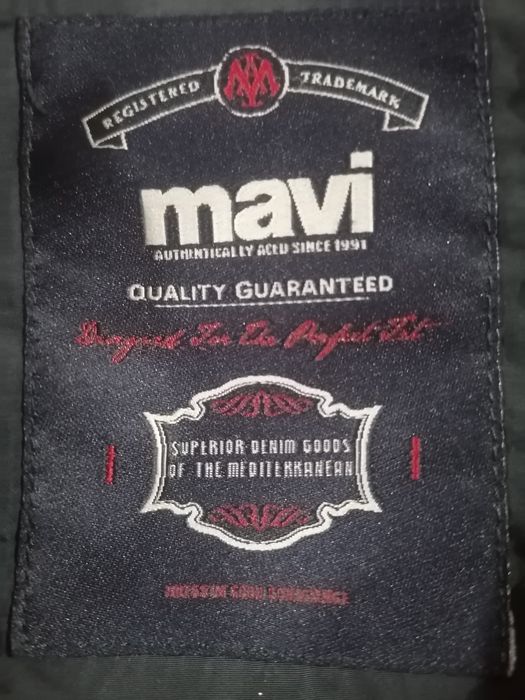 REGISTERED TRADEMARK
mavi
AUTHENTICALLY AGED SINCE 1991
QUALITY GUARANTEED
Designed For The Perfect Fit
SUPERIOR DENIM GOODS
OF THE MEDITERRANEAN